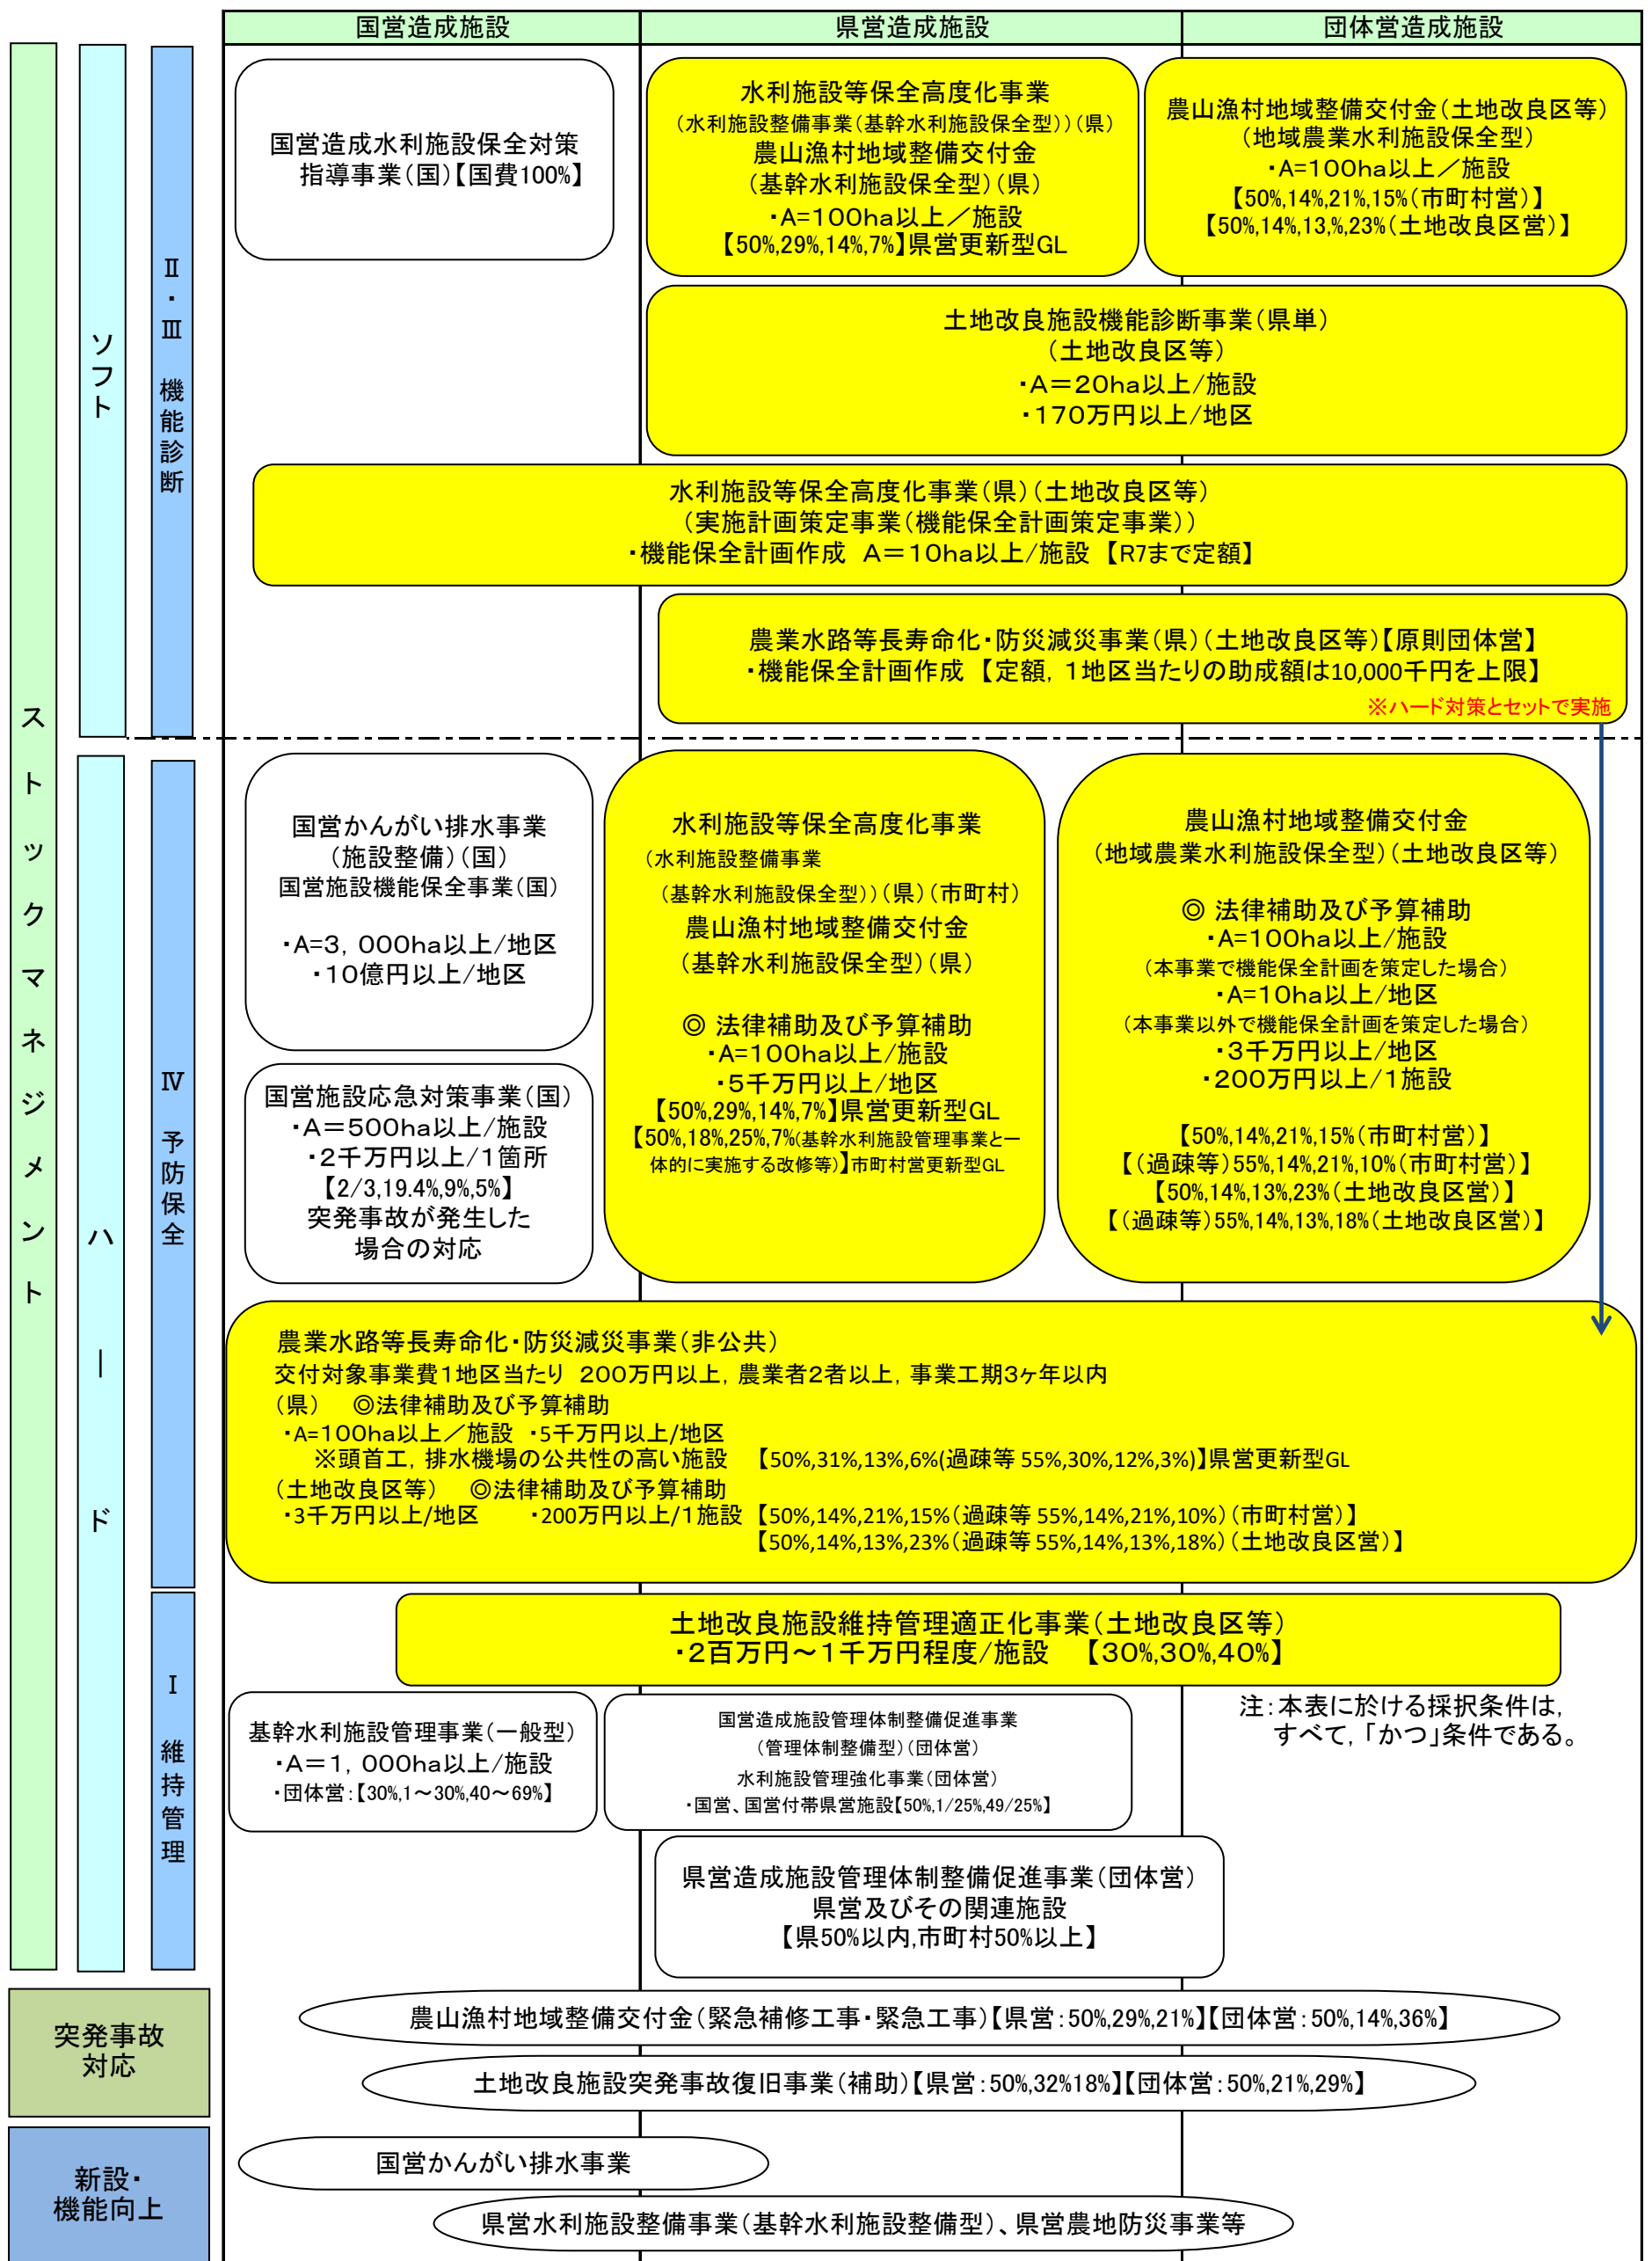 国営造成施設
県営造成施設
団体営造成施設
ストックマネジメント
ソフト
Ⅱ・Ⅲ 機能診断
国営造成水利施設保全対策
指導事業(国)【国費100%】
水利施設等保全高度化事業
(水利施設整備事業(基幹水利施設保全型))(県)
農山漁村地域整備交付金
(基幹水利施設保全型)(県)
・A=100ha以上/施設
【50%,29%,14%,7%】県営更新型GL
農山漁村地域整備交付金(土地改良区等)
(地域農業水利施設保全型)
・A=100ha以上/施設
【50%,14%,21%,15%(市町村営)】
【50%,14%,13,%,23%(土地改良区営)】
土地改良施設機能診断事業(県単)
(土地改良区等)
・A=20ha以上/施設
・170万円以上/地区
水利施設等保全高度化事業(県)(土地改良区等)
(実施計画策定事業(機能保全計画策定事業))
・機能保全計画作成 A=10ha以上/施設 【R7まで定額】
農業水路等長寿命化・防災減災事業(県)(土地改良区等)【原則団体営】
・機能保全計画作成 【定額, 1地区当たりの助成額は10,000千円を上限】
※ハード対策とセットで実施
ハード
Ⅳ 予防保全
国営かんがい排水事業
(施設整備)(国)
国営施設機能保全事業(国)
・A=3, 000ha以上/地区
・10億円以上/地区
国営施設応急対策事業(国)
・A=500ha以上/施設
・2千万円以上/1箇所
【2/3,19.4%,9%,5%】
突発事故が発生した
場合の対応
水利施設等保全高度化事業
(水利施設整備事業
(基幹水利施設保全型))(県)(市町村)
農山漁村地域整備交付金
(基幹水利施設保全型)(県)
◎ 法律補助及び予算補助
・A=100ha以上/施設
・5千万円以上/地区
【50%,29%,14%,7%】県営更新型GL
【50%,18%,25%,7%(基幹水利施設管理事業と一
体的に実施する改修等)】市町村営更新型GL
農山漁村地域整備交付金
(地域農業水利施設保全型)(土地改良区等)
◎ 法律補助及び予算補助
・A=100ha以上/施設
(本事業で機能保全計画を策定した場合)
・A=10ha以上/地区
(本事業以外で機能保全計画を策定した場合)
・3千万円以上/地区
・200万円以上/1施設
【50%,14%,21%,15%(市町村営)】
【(過疎等)55%,14%,21%,10%(市町村営)】
【50%,14%,13%,23%(土地改良区営)】
【(過疎等)55%,14%,13%,18%(土地改良区営)】
農業水路等長寿命化・防災減災事業(非公共)
交付対象事業費1地区当たり 200万円以上, 農業者2者以上, 事業工期3ヶ年以内
(県) ◎法律補助及び予算補助
・A=100ha以上/施設 ・5千万円以上/地区
※頭首工, 排水機場の公共性の高い施設 【50%,31%,13%,6%(過疎等 55%,30%,12%,3%)】県営更新型GL
(土地改良区等) ◎法律補助及び予算補助
・3千万円以上/地区 ・200万円以上/1施設 【50%,14%,21%,15%(過疎等 55%,14%,21%,10%)(市町村営)】
【50%,14%,13%,23%(過疎等 55%,14%,13%,18%)(土地改良区営)】
Ⅰ 維持管理
土地改良施設維持管理適正化事業(土地改良区等)
・2百万円~1千万円程度/施設 【30%,30%,40%】
基幹水利施設管理事業(一般型)
・A=1, 000ha以上/施設
・団体営:【30%,1~30%,40~69%】
国営造成施設管理体制整備促進事業
(管理体制整備型)(団体営)
水利施設管理強化事業(団体営)
・国営、国営付帯県営施設【50%,1/25%,49/25%】
注:本表に於ける採択条件は,
すべて, 「かつ」条件である。
県営造成施設管理体制整備促進事業(団体営)
県営及びその関連施設
【県50%以内,市町村50%以上】
突発事故
対応
農山漁村地域整備交付金(緊急補修工事・緊急工事)【県営:50%,29%,21%】【団体営:50%,14%,36%】
土地改良施設突発事故復旧事業(補助)【県営:50%,32%18%】【団体営:50%,21%,29%】
新設・
機能向上
国営かんがい排水事業
県営水利施設整備事業(基幹水利施設整備型)、県営農地防災事業等